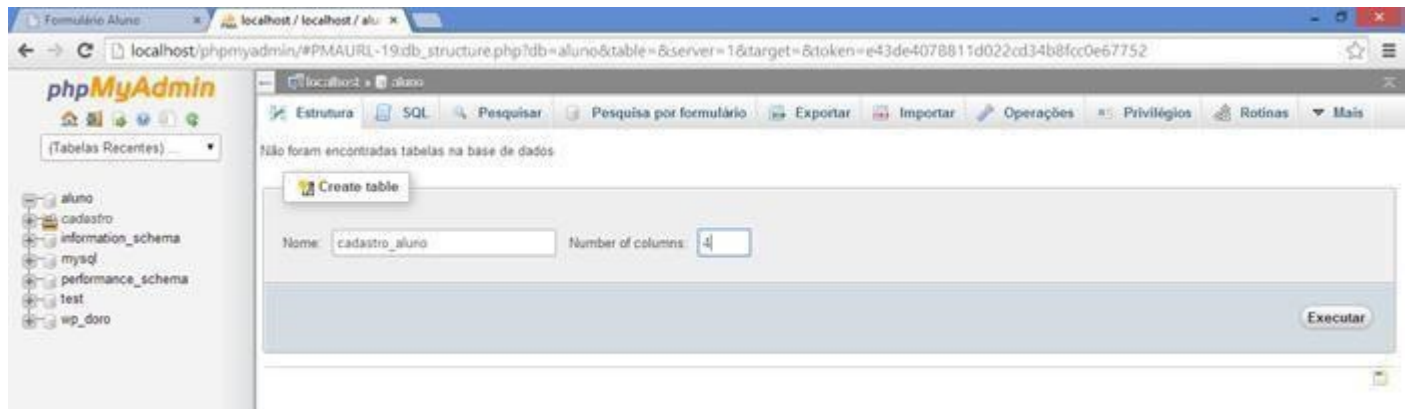 Formulário Aluno
localhost / localhost / alu
localhost/phpmyadmin/#PMAURL-19:db_structure.php?db=aluno&table=&server=1&target=&token=e43de4078811d022cd34b8fcc0e67752
phpMyAdmin
localhost » aluno
Estrutura SQL Pesquisar Pesquisa por formulário Exportar Importar Operações Privilégios Rotinas Mais
(Tabelas Recentes) ...
Não foram encontradas tabelas na base de dados
Create table
aluno
cadastro
information_schema
mysql
performance_schema
test
wp_doro
Nome: cadastro_aluno Number of columns: 4
Executar